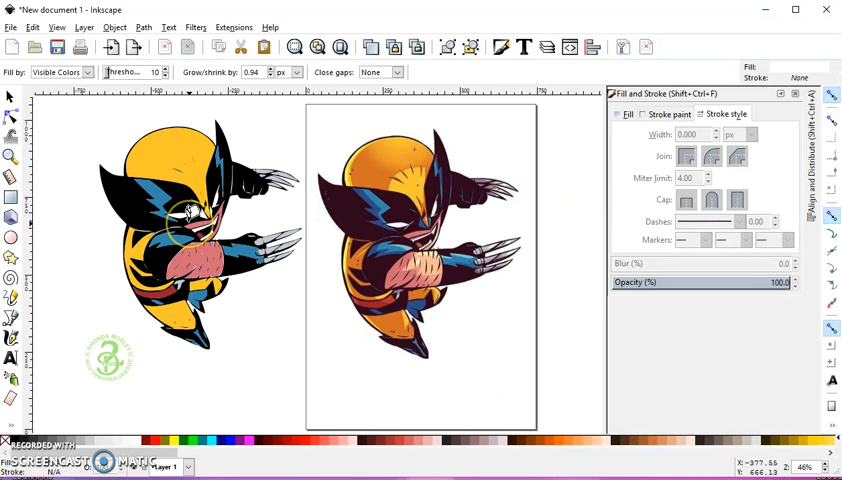 *New document 1 - Inkscape
File Edit View Layer Object Path Text Filters Extensions Help
Fill by: Visible Colors Thresho... 10 Grow/shrink by: 0.94 px Close gaps: None
Fill:
Stroke: None
Fill and Stroke (Shift+Ctrl+F)
Fill Stroke paint Stroke style
Width: 0.000 px
Join:
Miter limit: 4.00
Cap:
Dashes: 0.00
Markers:
Blur (%) 0.0
Opacity (%) 100.0
Align and Distribute (Shift+Ctrl+A)
RECORDED WITH
SCREENCAST MATIC
Stroke: N/A
Layer 1
X: -377.55
Y: 666.13
Z: 46%